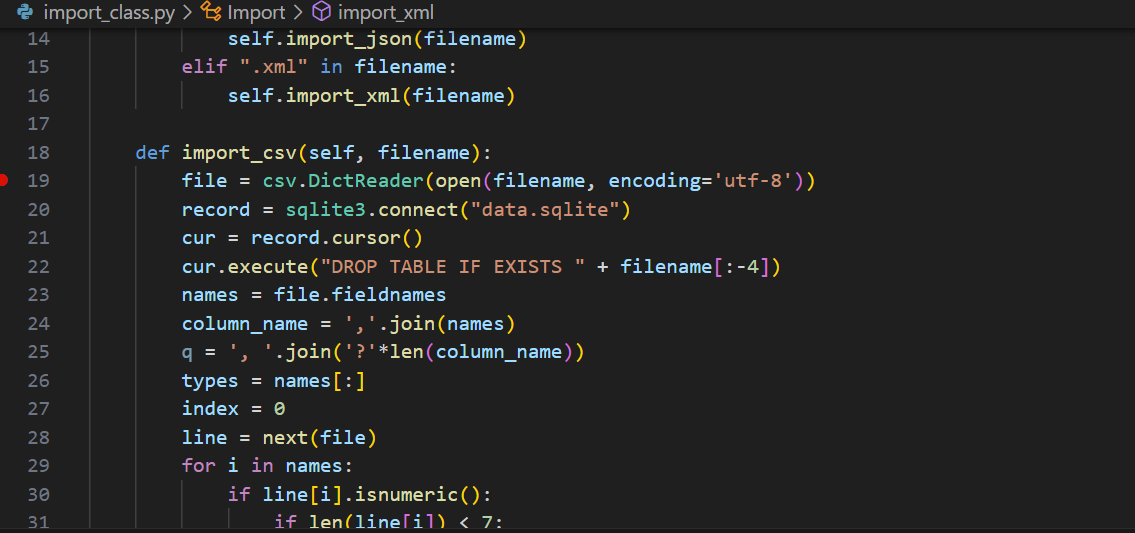 import_class.py > Import > import_xml
14 self.import_json(filename)
15 elif ".xml" in filename:
16 self.import_xml(filename)
17
18 def import_csv(self, filename):
19 file = csv.DictReader(open(filename, encoding='utf-8'))
20 record = sqlite3.connect("data.sqlite")
21 cur = record.cursor()
22 cur.execute("DROP TABLE IF EXISTS " + filename[:-4])
23 names = file.fieldnames
24 column_name = ','.join(names)
25 q = ', '.join('?'*len(column_name))
26 types = names[:]
27 index = 0
28 line = next(file)
29 for i in names:
30 if line[i].isnumeric():
31 if len(line[i]) < 7: